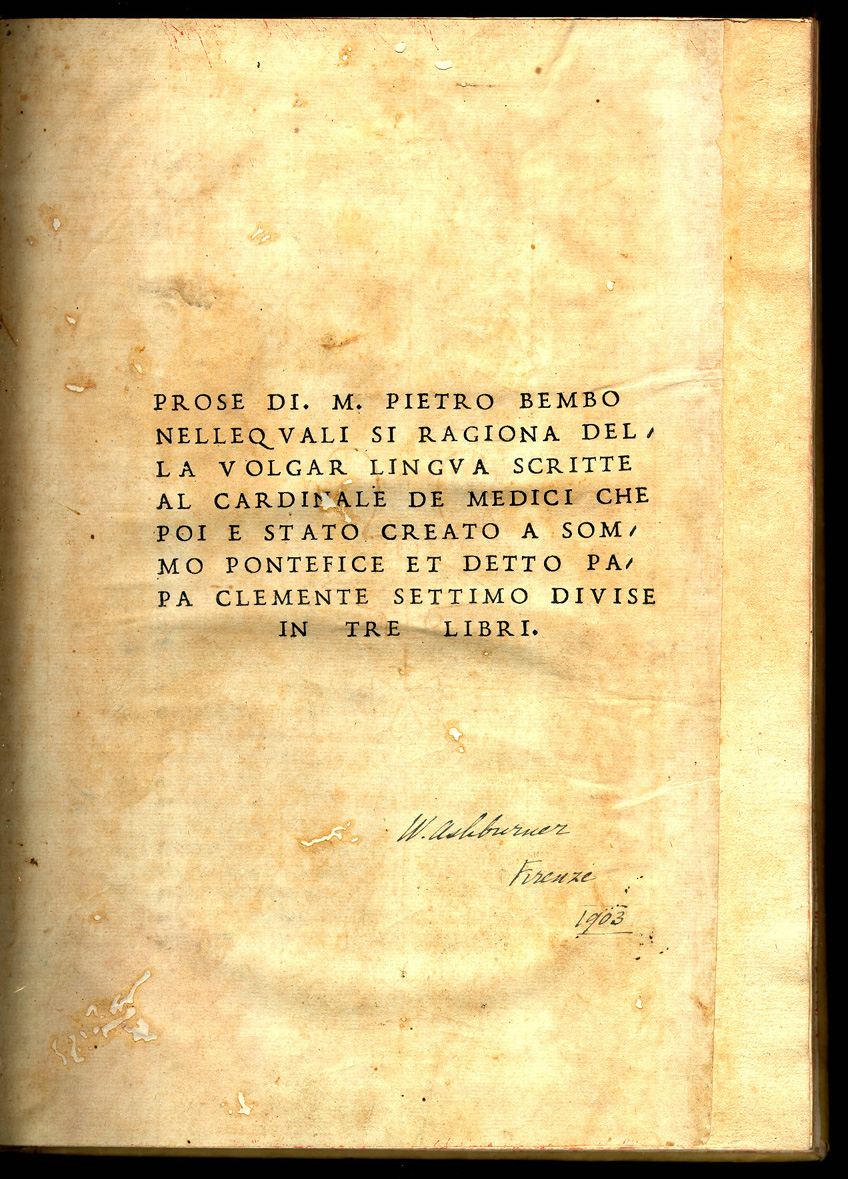 PROSE DI. M. PIETRO BEMBO
NELLEQVALI SI RAGIONA DEL/
LA VOLGAR LINGVA SCRITTE
AL CARDINALE DE MEDICI CHE
POI E STATO CREATO A SOM/
MO PONTEFICE ET DETTO PA/
PA CLEMENTE SETTIMO DIVISE
IN TRE LIBRI.
W. Ashburner
Firenze
1903